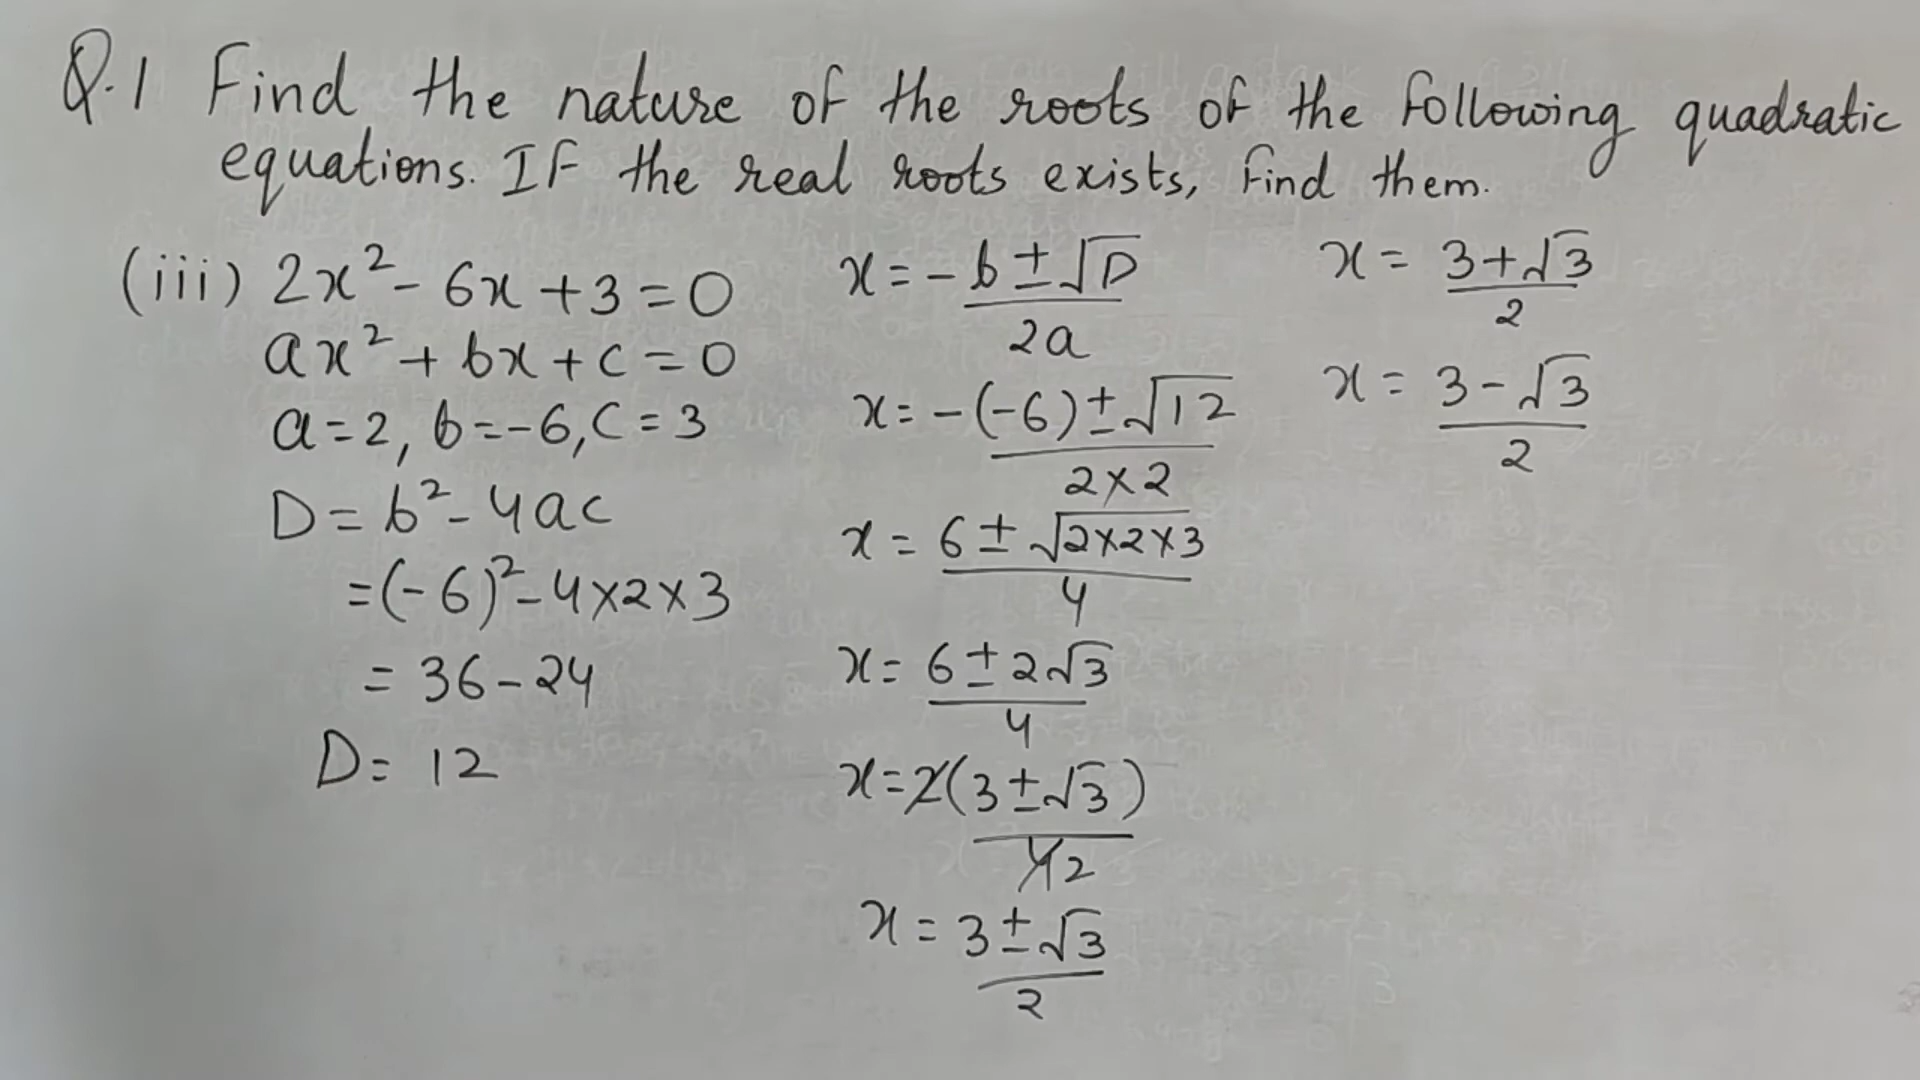 Q.1 Find the nature of the roots of the following quadratic
equations. If the real roots exists, find them.
(iii) 2x² - 6x + 3 = 0
ax² + bx + c = 0
a = 2, b = -6, c = 3
D = b² - 4ac
= (-6)² - 4×2×3
= 36 - 24
D = 12
x = -b ± √D
2a
x = -(-6) ± √12
2×2
x = 6 ± √2×2×3
4
x = 6 ± 2√3
4
x = 2(3 ± √3)
4 2
x = 3 ± √3
2
x = 3 + √3
2
x = 3 - √3
2